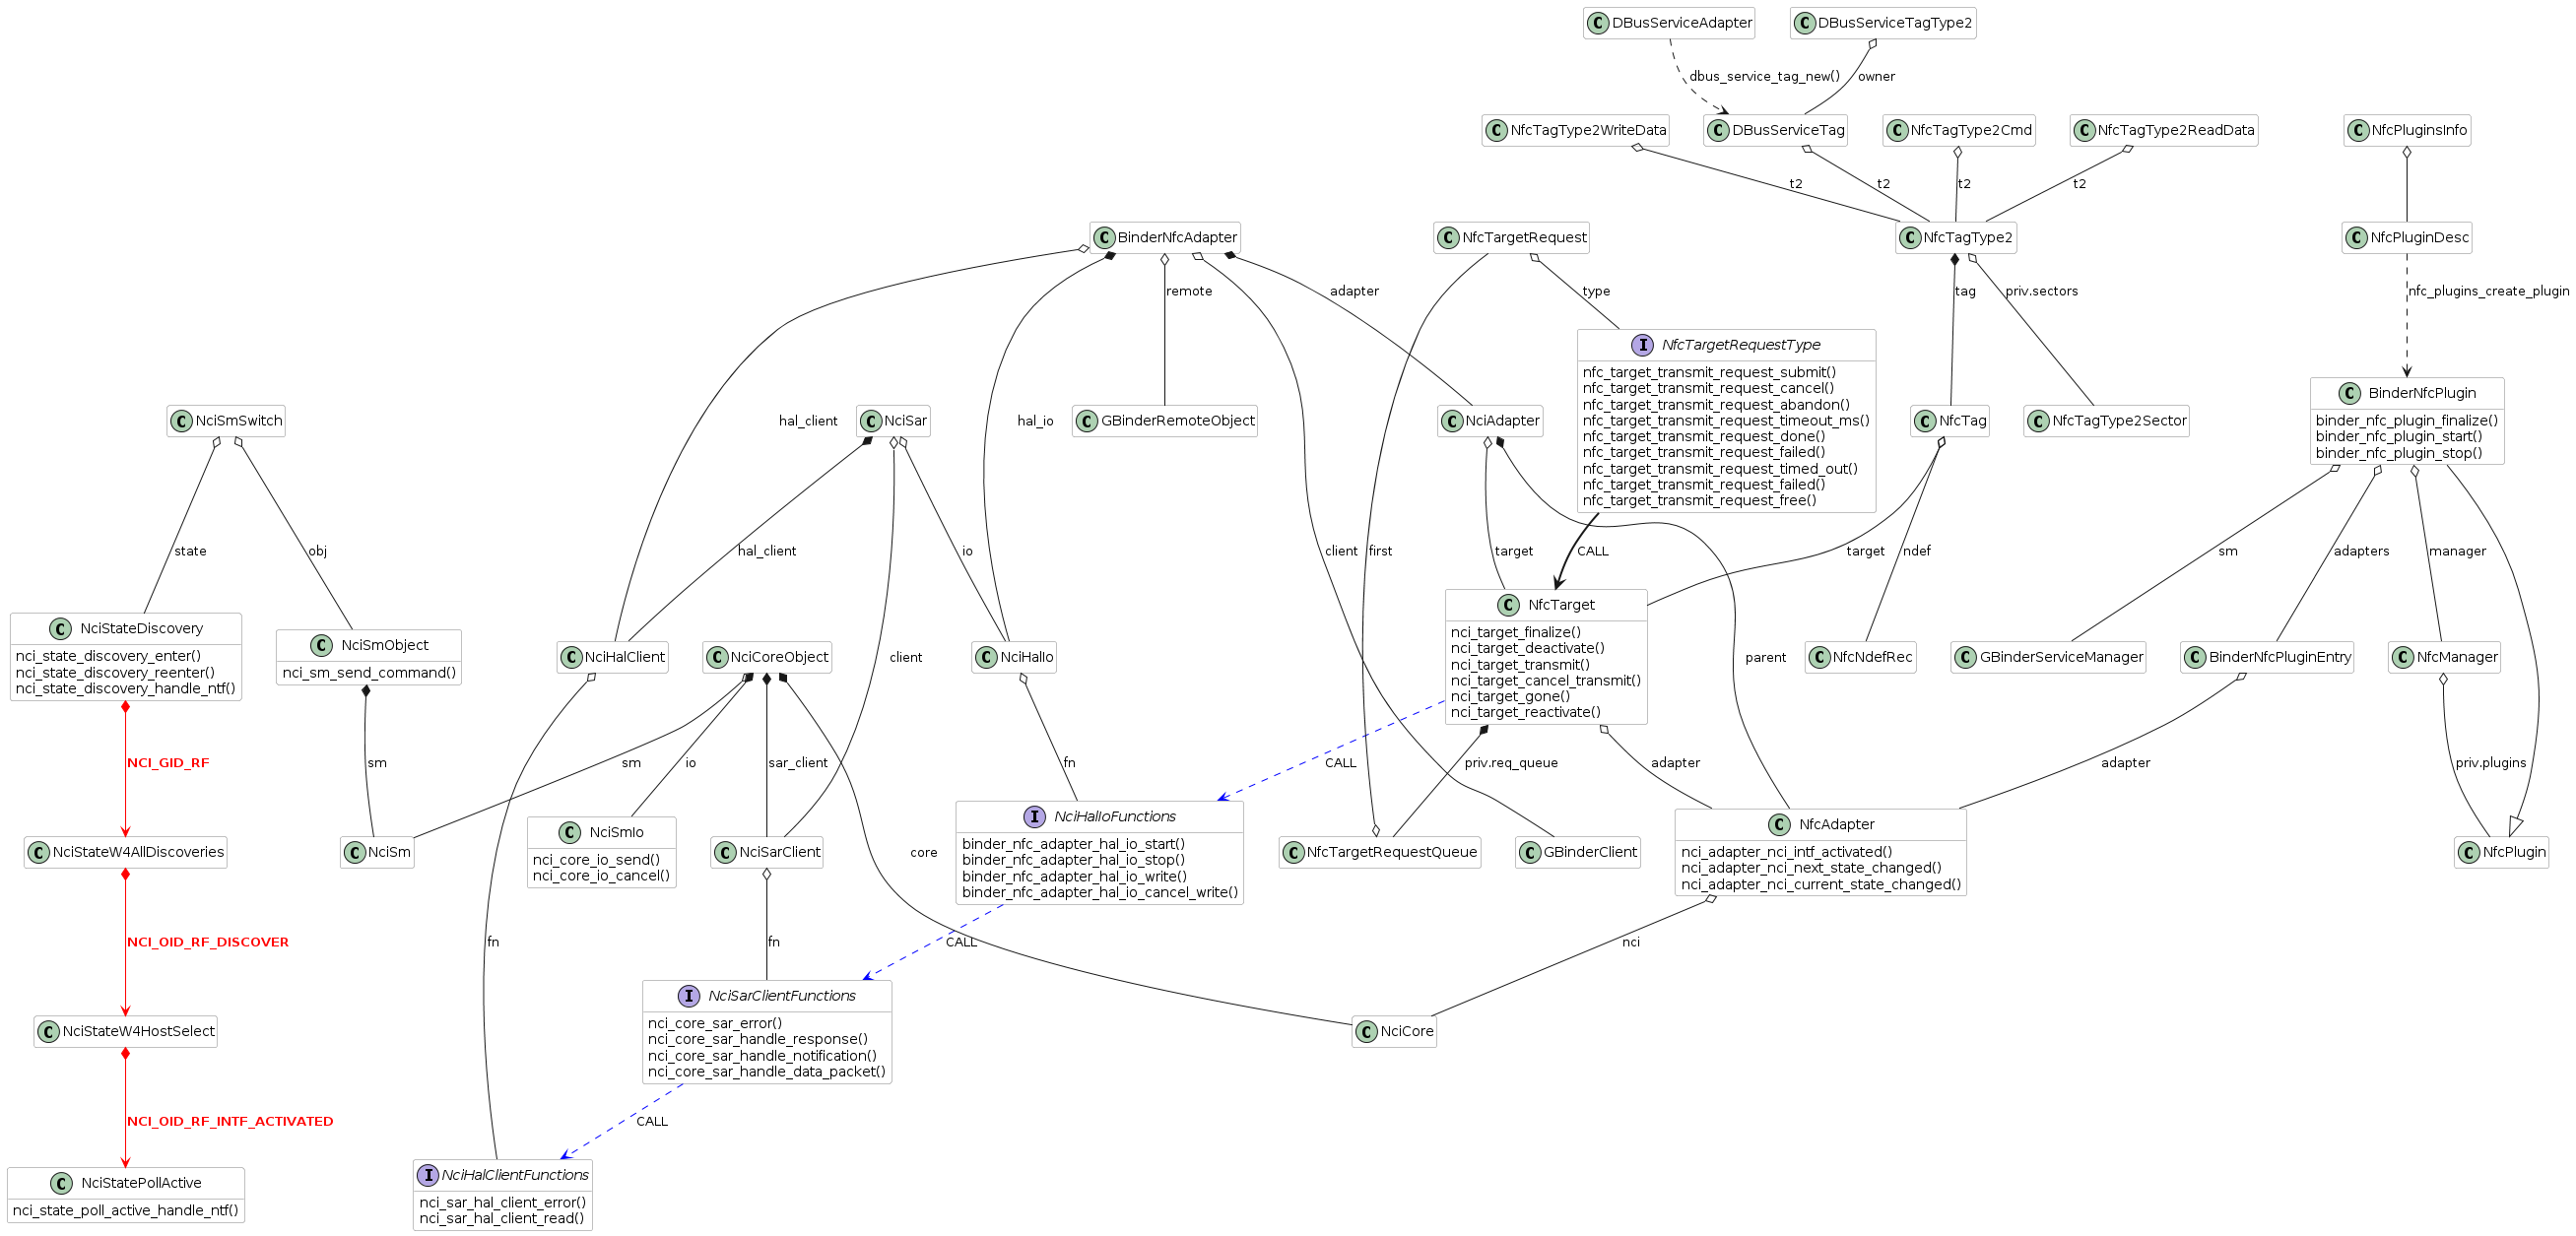 C DBusServiceAdapter
C DBusServiceTagType2
dbus_service_tag_new()
owner
C NfcTagType2WriteData
C DBusServiceTag
C NfcTagType2Cmd
C NfcTagType2ReadData
C NfcPluginsInfo
t2
t2
t2
t2
C BinderNfcAdapter
C NfcTargetRequest
C NfcTagType2
C NfcPluginDesc
remote
adapter
type
tag
priv.sectors
nfc_plugins_create_plugin
I NfcTargetRequestType
nfc_target_transmit_request_submit()
nfc_target_transmit_request_cancel()
nfc_target_transmit_request_abandon()
nfc_target_transmit_request_timeout_ms()
nfc_target_transmit_request_done()
nfc_target_transmit_request_failed()
nfc_target_transmit_request_timed_out()
nfc_target_transmit_request_failed()
nfc_target_transmit_request_free()
C BinderNfcPlugin
binder_nfc_plugin_finalize()
binder_nfc_plugin_start()
binder_nfc_plugin_stop()
C NciSmSwitch
hal_client
C NciSar
hal_io
C GBinderRemoteObject
C NciAdapter
C NfcTag
C NfcTagType2Sector
state
obj
hal_client
io
client
first
target
CALL
target
ndef
sm
adapters
manager
C NciStateDiscovery
nci_state_discovery_enter()
nci_state_discovery_reenter()
nci_state_discovery_handle_ntf()
C NciSmObject
nci_sm_send_command()
C NciHalClient
C NciCoreObject
client
C NciHalIo
C NfcTarget
nci_target_finalize()
nci_target_deactivate()
nci_target_transmit()
nci_target_cancel_transmit()
nci_target_gone()
nci_target_reactivate()
parent
C NfcNdefRec
C GBinderServiceManager
C BinderNfcPluginEntry
C NfcManager
NCI_GID_RF
sm
sm
io
sar_client
fn
CALL
priv.req_queue
adapter
adapter
priv.plugins
C NciStateW4AllDiscoveries
C NciSm
C NciSmIo
nci_core_io_send()
nci_core_io_cancel()
C NciSarClient
core
I NciHalIoFunctions
binder_nfc_adapter_hal_io_start()
binder_nfc_adapter_hal_io_stop()
binder_nfc_adapter_hal_io_write()
binder_nfc_adapter_hal_io_cancel_write()
C NfcTargetRequestQueue
C GBinderClient
C NfcAdapter
nci_adapter_nci_intf_activated()
nci_adapter_nci_next_state_changed()
nci_adapter_nci_current_state_changed()
C NfcPlugin
NCI_OID_RF_DISCOVER
fn
fn
CALL
nci
C NciStateW4HostSelect
I NciSarClientFunctions
nci_core_sar_error()
nci_core_sar_handle_response()
nci_core_sar_handle_notification()
nci_core_sar_handle_data_packet()
C NciCore
NCI_OID_RF_INTF_ACTIVATED
CALL
C NciStatePollActive
nci_state_poll_active_handle_ntf()
I NciHalClientFunctions
nci_sar_hal_client_error()
nci_sar_hal_client_read()